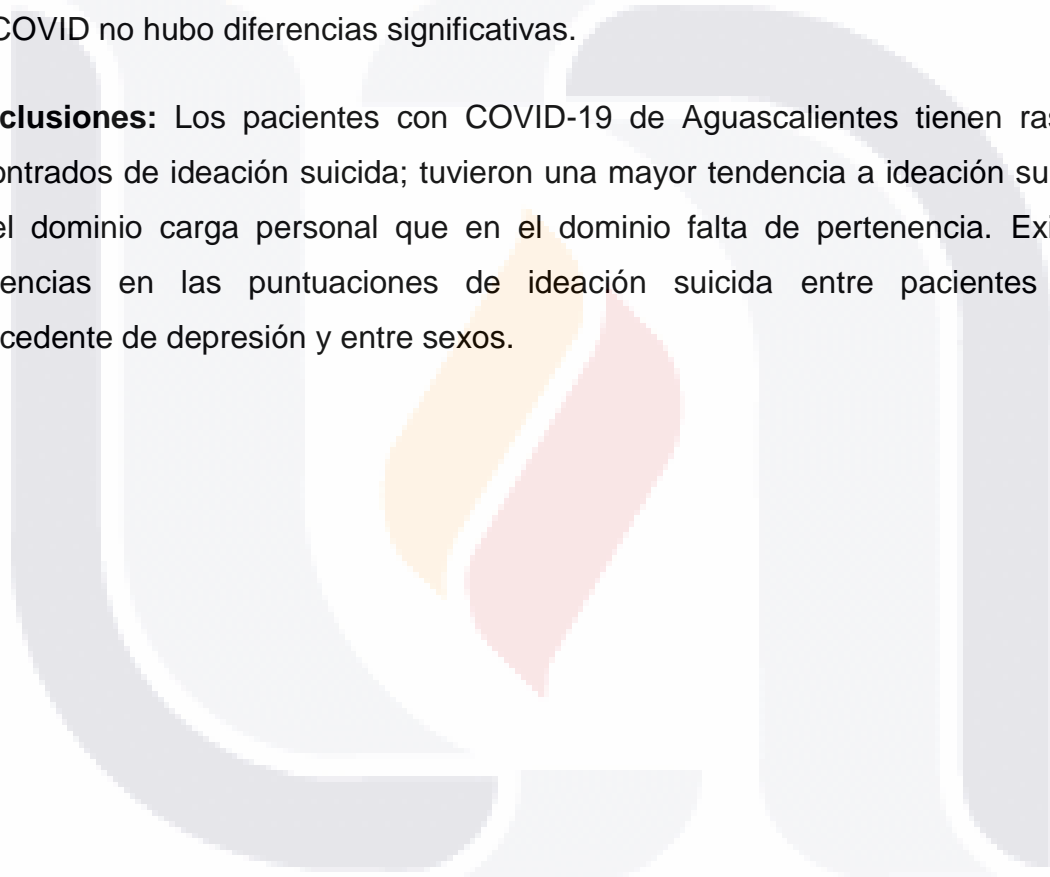 COVID no hubo diferencias significativas.
clusiones: Los pacientes con COVID-19 de Aguascalientes tienen ras
ontrados de ideación suicida; tuvieron una mayor tendencia a ideación su
el dominio carga personal que en el dominio falta de pertenencia. Exi
encias en las puntuaciones de ideación suicida entre pacientes
cedente de depresión y entre sexos.